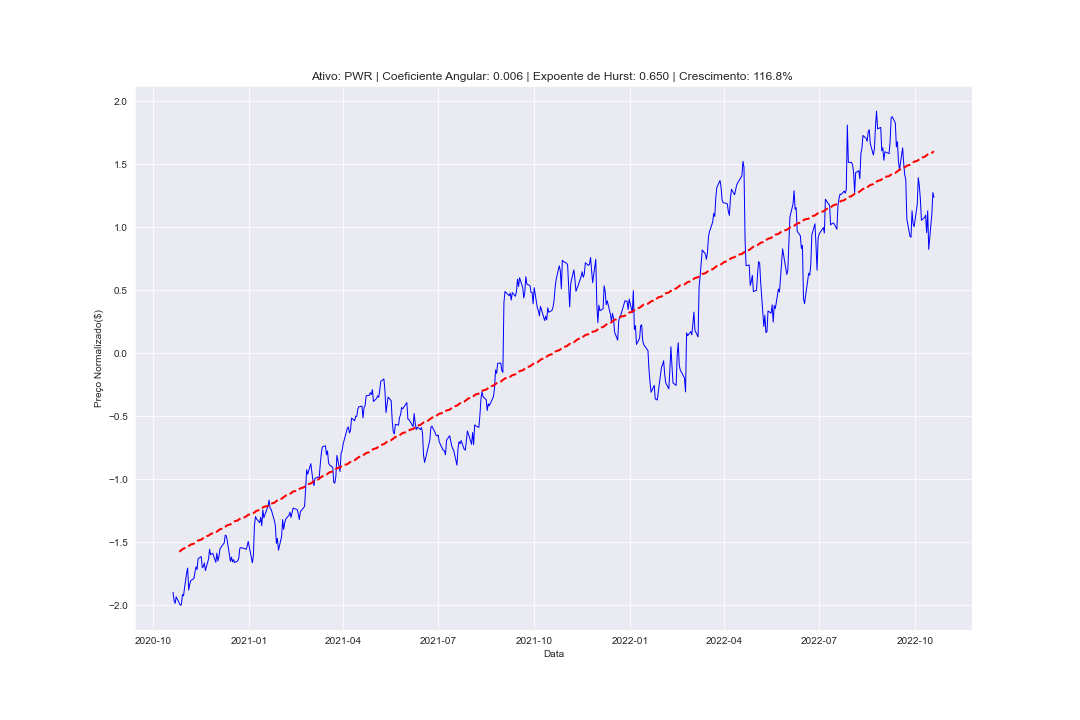 Ativo: PWR | Coeficiente Angular: 0.006 | Expoente de Hurst: 0.650 | Crescimento: 116.8%
2.0
1.5
1.0
0.5
0.0
−0.5
−1.0
−1.5
−2.0
Preço Normalizado($)
2020-10 2021-01 2021-04 2021-07 2021-10 2022-01 2022-04 2022-07 2022-10
Data